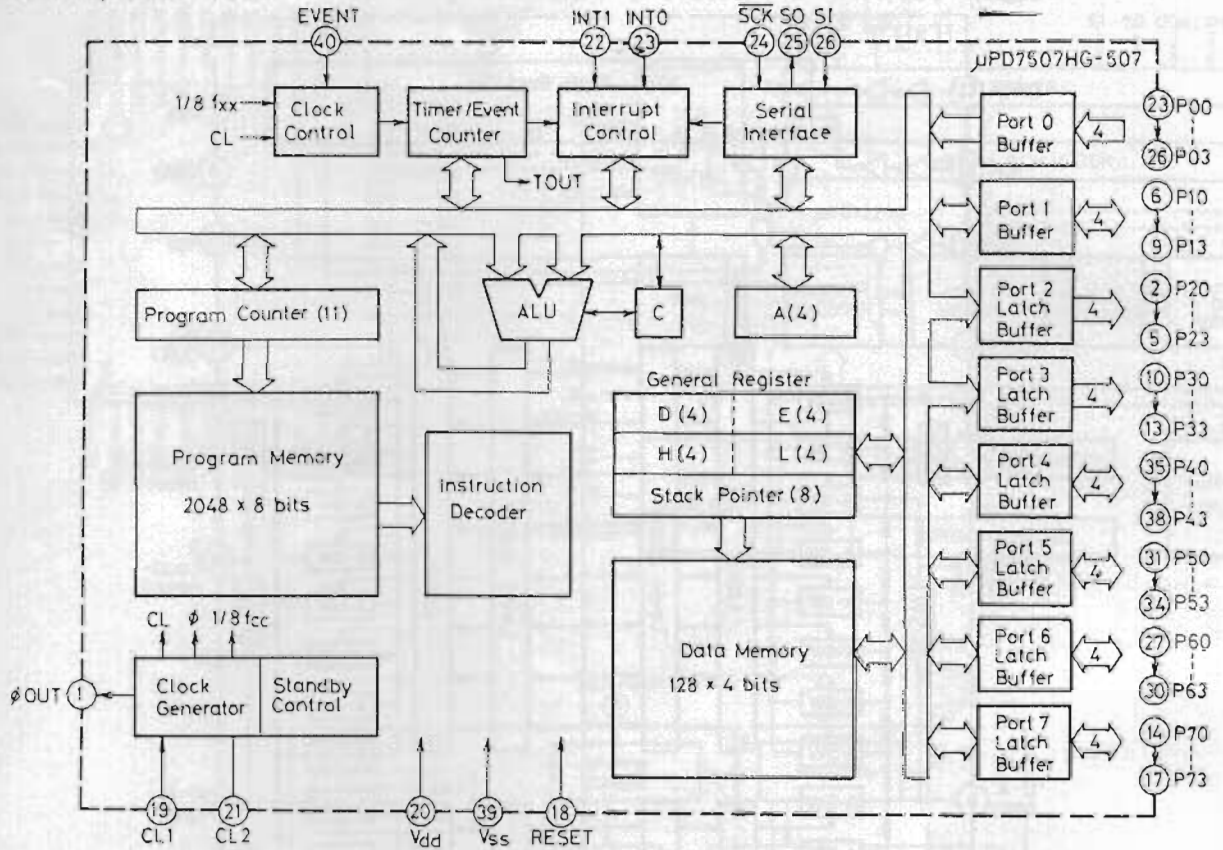 EVENT
INT1 INT0
SCK SO SI
40
22
23
24
25
26
μPD7507HG-507
1/8 fxx
CL
Clock
Control
Timer/Event
Counter
Interrupt
Control
Serial
Interface
TOUT
Port 0
Buffer
4
23 P00
26 P03
Port 1
Buffer
4
6 P10
9 P13
Program Counter (11)
ALU
C
A(4)
Port 2
Latch
Buffer
4
2 P20
5 P23
General Register
D(4) E(4)
H(4) L(4)
Stack Pointer (8)
Port 3
Latch
Buffer
4
10 P30
13 P33
Program Memory
2048 x 8 bits
Instruction
Decoder
Port 4
Latch
Buffer
4
35 P40
38 P43
Port 5
Latch
Buffer
4
31 P50
34 P53
Data Memory
128 x 4 bits
Port 6
Latch
Buffer
4
27 P60
30 P63
CL ϕ 1/8 fcc
ϕ OUT 1
Clock
Generator
Standby
Control
Port 7
Latch
Buffer
4
14 P70
17 P73
19
21
20
39
18
CL1
CL2
Vdd
Vss
RESET